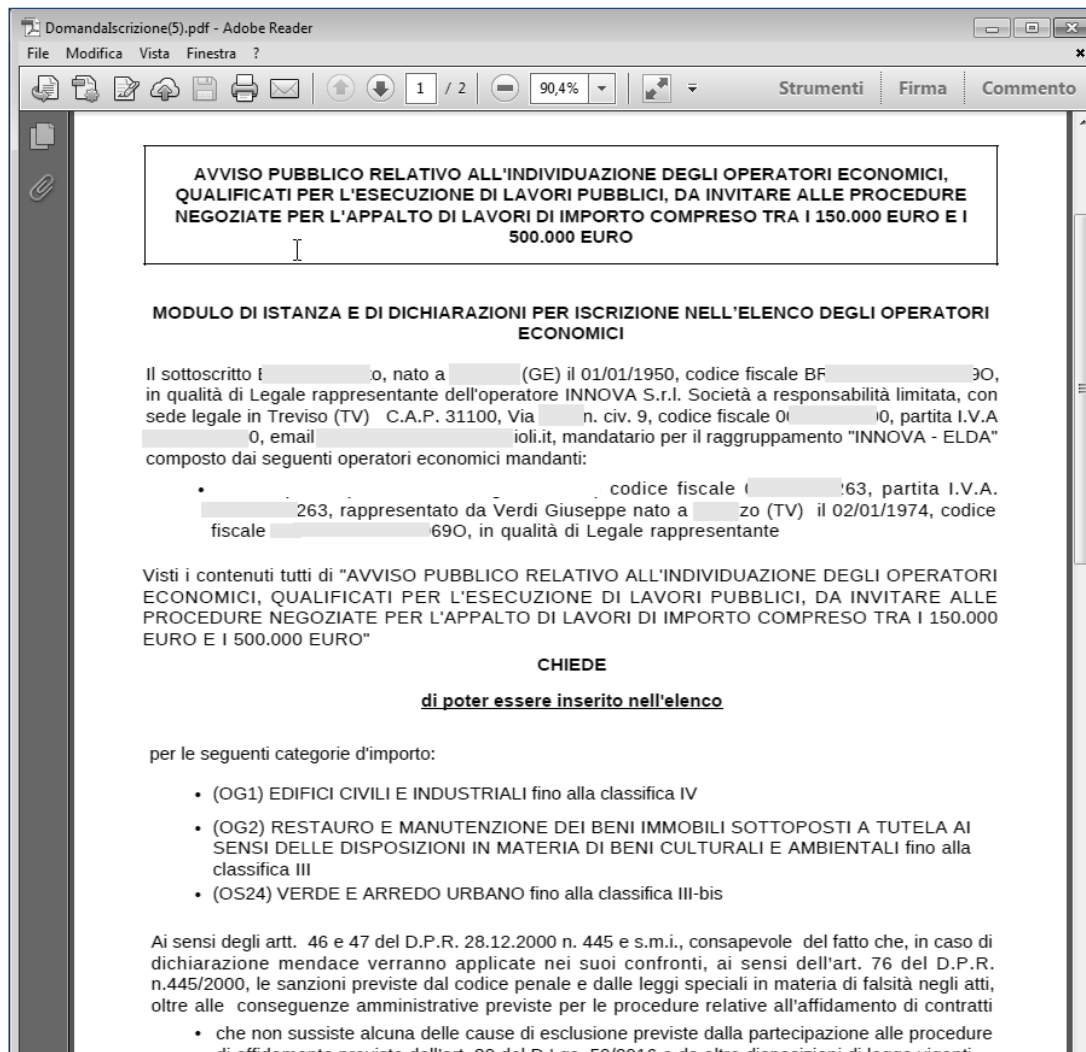 DomandaIscrizione(5).pdf - Adobe Reader
File Modifica Vista Finestra ?
1 / 2 90,4% Strumenti Firma Commento
AVVISO PUBBLICO RELATIVO ALL'INDIVIDUAZIONE DEGLI OPERATORI ECONOMICI,
QUALIFICATI PER L'ESECUZIONE DI LAVORI PUBBLICI, DA INVITARE ALLE PROCEDURE
NEGOZIATE PER L'APPALTO DI LAVORI DI IMPORTO COMPRESO TRA I 150.000 EURO E I
500.000 EURO
MODULO DI ISTANZA E DI DICHIARAZIONI PER ISCRIZIONE NELL'ELENCO DEGLI OPERATORI
ECONOMICI
Il sottoscritto o, nato a (GE) il 01/01/1950, codice fiscale BR 9O,
in qualità di Legale rappresentante dell'operatore INNOVA S.r.l. Società a responsabilità limitata, con
sede legale in Treviso (TV) C.A.P. 31100, Via n. civ. 9, codice fiscale 0 0, partita I.V.A
0, email ioli.it, mandatario per il raggruppamento "INNOVA - ELDA"
composto dai seguenti operatori economici mandanti:
• codice fiscale 63, partita I.V.A.
263, rappresentato da Verdi Giuseppe nato a zo (TV) il 02/01/1974, codice
fiscale 69O, in qualità di Legale rappresentante
Visti i contenuti tutti di "AVVISO PUBBLICO RELATIVO ALL'INDIVIDUAZIONE DEGLI OPERATORI
ECONOMICI, QUALIFICATI PER L'ESECUZIONE DI LAVORI PUBBLICI, DA INVITARE ALLE
PROCEDURE NEGOZIATE PER L'APPALTO DI LAVORI DI IMPORTO COMPRESO TRA I 150.000
EURO E I 500.000 EURO"
CHIEDE
di poter essere inserito nell'elenco
per le seguenti categorie d'importo:
• (OG1) EDIFICI CIVILI E INDUSTRIALI fino alla classifica IV
• (OG2) RESTAURO E MANUTENZIONE DEI BENI IMMOBILI SOTTOPOSTI A TUTELA AI
SENSI DELLE DISPOSIZIONI IN MATERIA DI BENI CULTURALI E AMBIENTALI fino alla
classifica III
• (OS24) VERDE E ARREDO URBANO fino alla classifica III-bis
Ai sensi degli artt. 46 e 47 del D.P.R. 28.12.2000 n. 445 e s.m.i., consapevole del fatto che, in caso di
dichiarazione mendace verranno applicate nei suoi confronti, ai sensi dell'art. 76 del D.P.R.
n.445/2000, le sanzioni previste dal codice penale e dalle leggi speciali in materia di falsità negli atti,
oltre alle conseguenze amministrative previste per le procedure relative all'affidamento di contratti
• che non sussiste alcuna delle cause di esclusione previste dalla partecipazione alle procedure